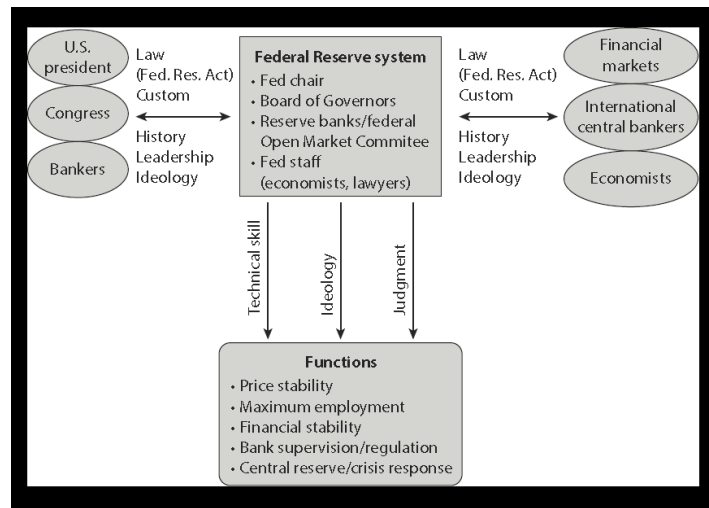 U.S.
president
Congress
Bankers
Law
(Fed. Res. Act)
Custom
History
Leadership
Ideology
Federal Reserve system
• Fed chair
• Board of Governors
• Reserve banks/federal
Open Market Commitee
• Fed staff
(economists, lawyers)
Law
(Fed. Res. Act)
Custom
History
Leadership
Ideology
Financial
markets
International
central bankers
Economists
Technical skill
Ideology
Judgment
Functions
• Price stability
• Maximum employment
• Financial stability
• Bank supervision/regulation
• Central reserve/crisis response